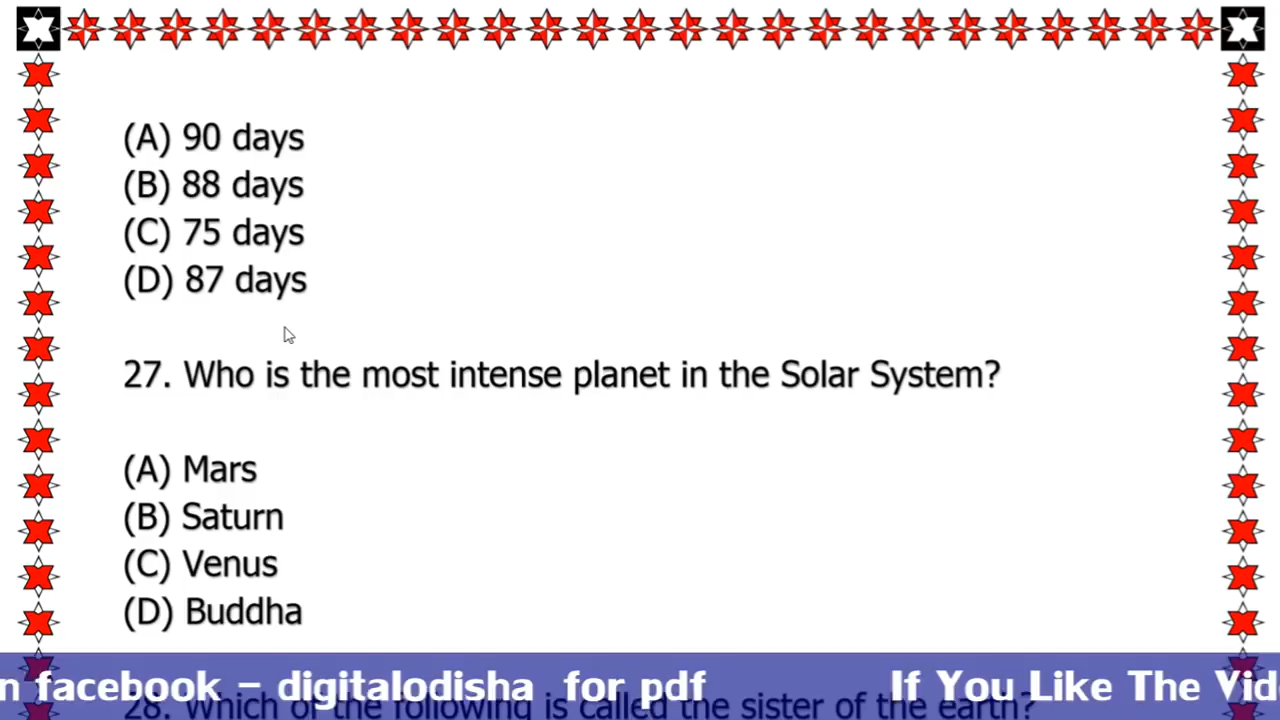 (A) 90 days
(B) 88 days
(C) 75 days
(D) 87 days
27. Who is the most intense planet in the Solar System?
(A) Mars
(B) Saturn
(C) Venus
(D) Buddha
n facebook – digitalodisha for pdf If You Like The Vid
28. Which of the following is called the sister of the earth?